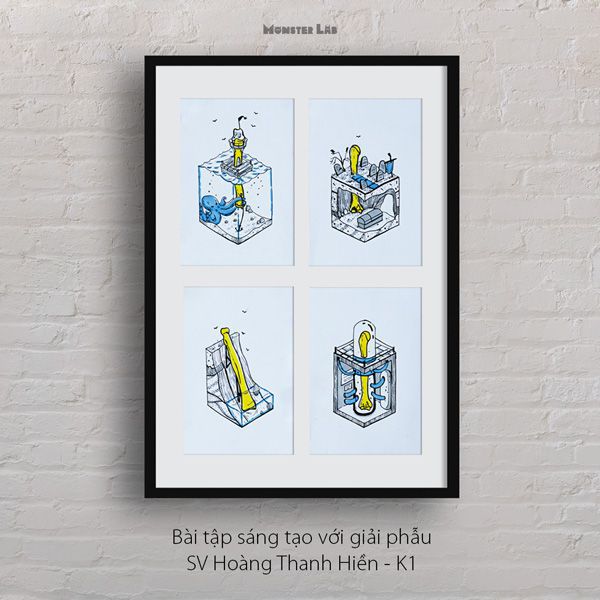 MONSTER LAB
Bài tập sáng tạo với giải phẫu
SV Hoàng Thanh Hiền - K1